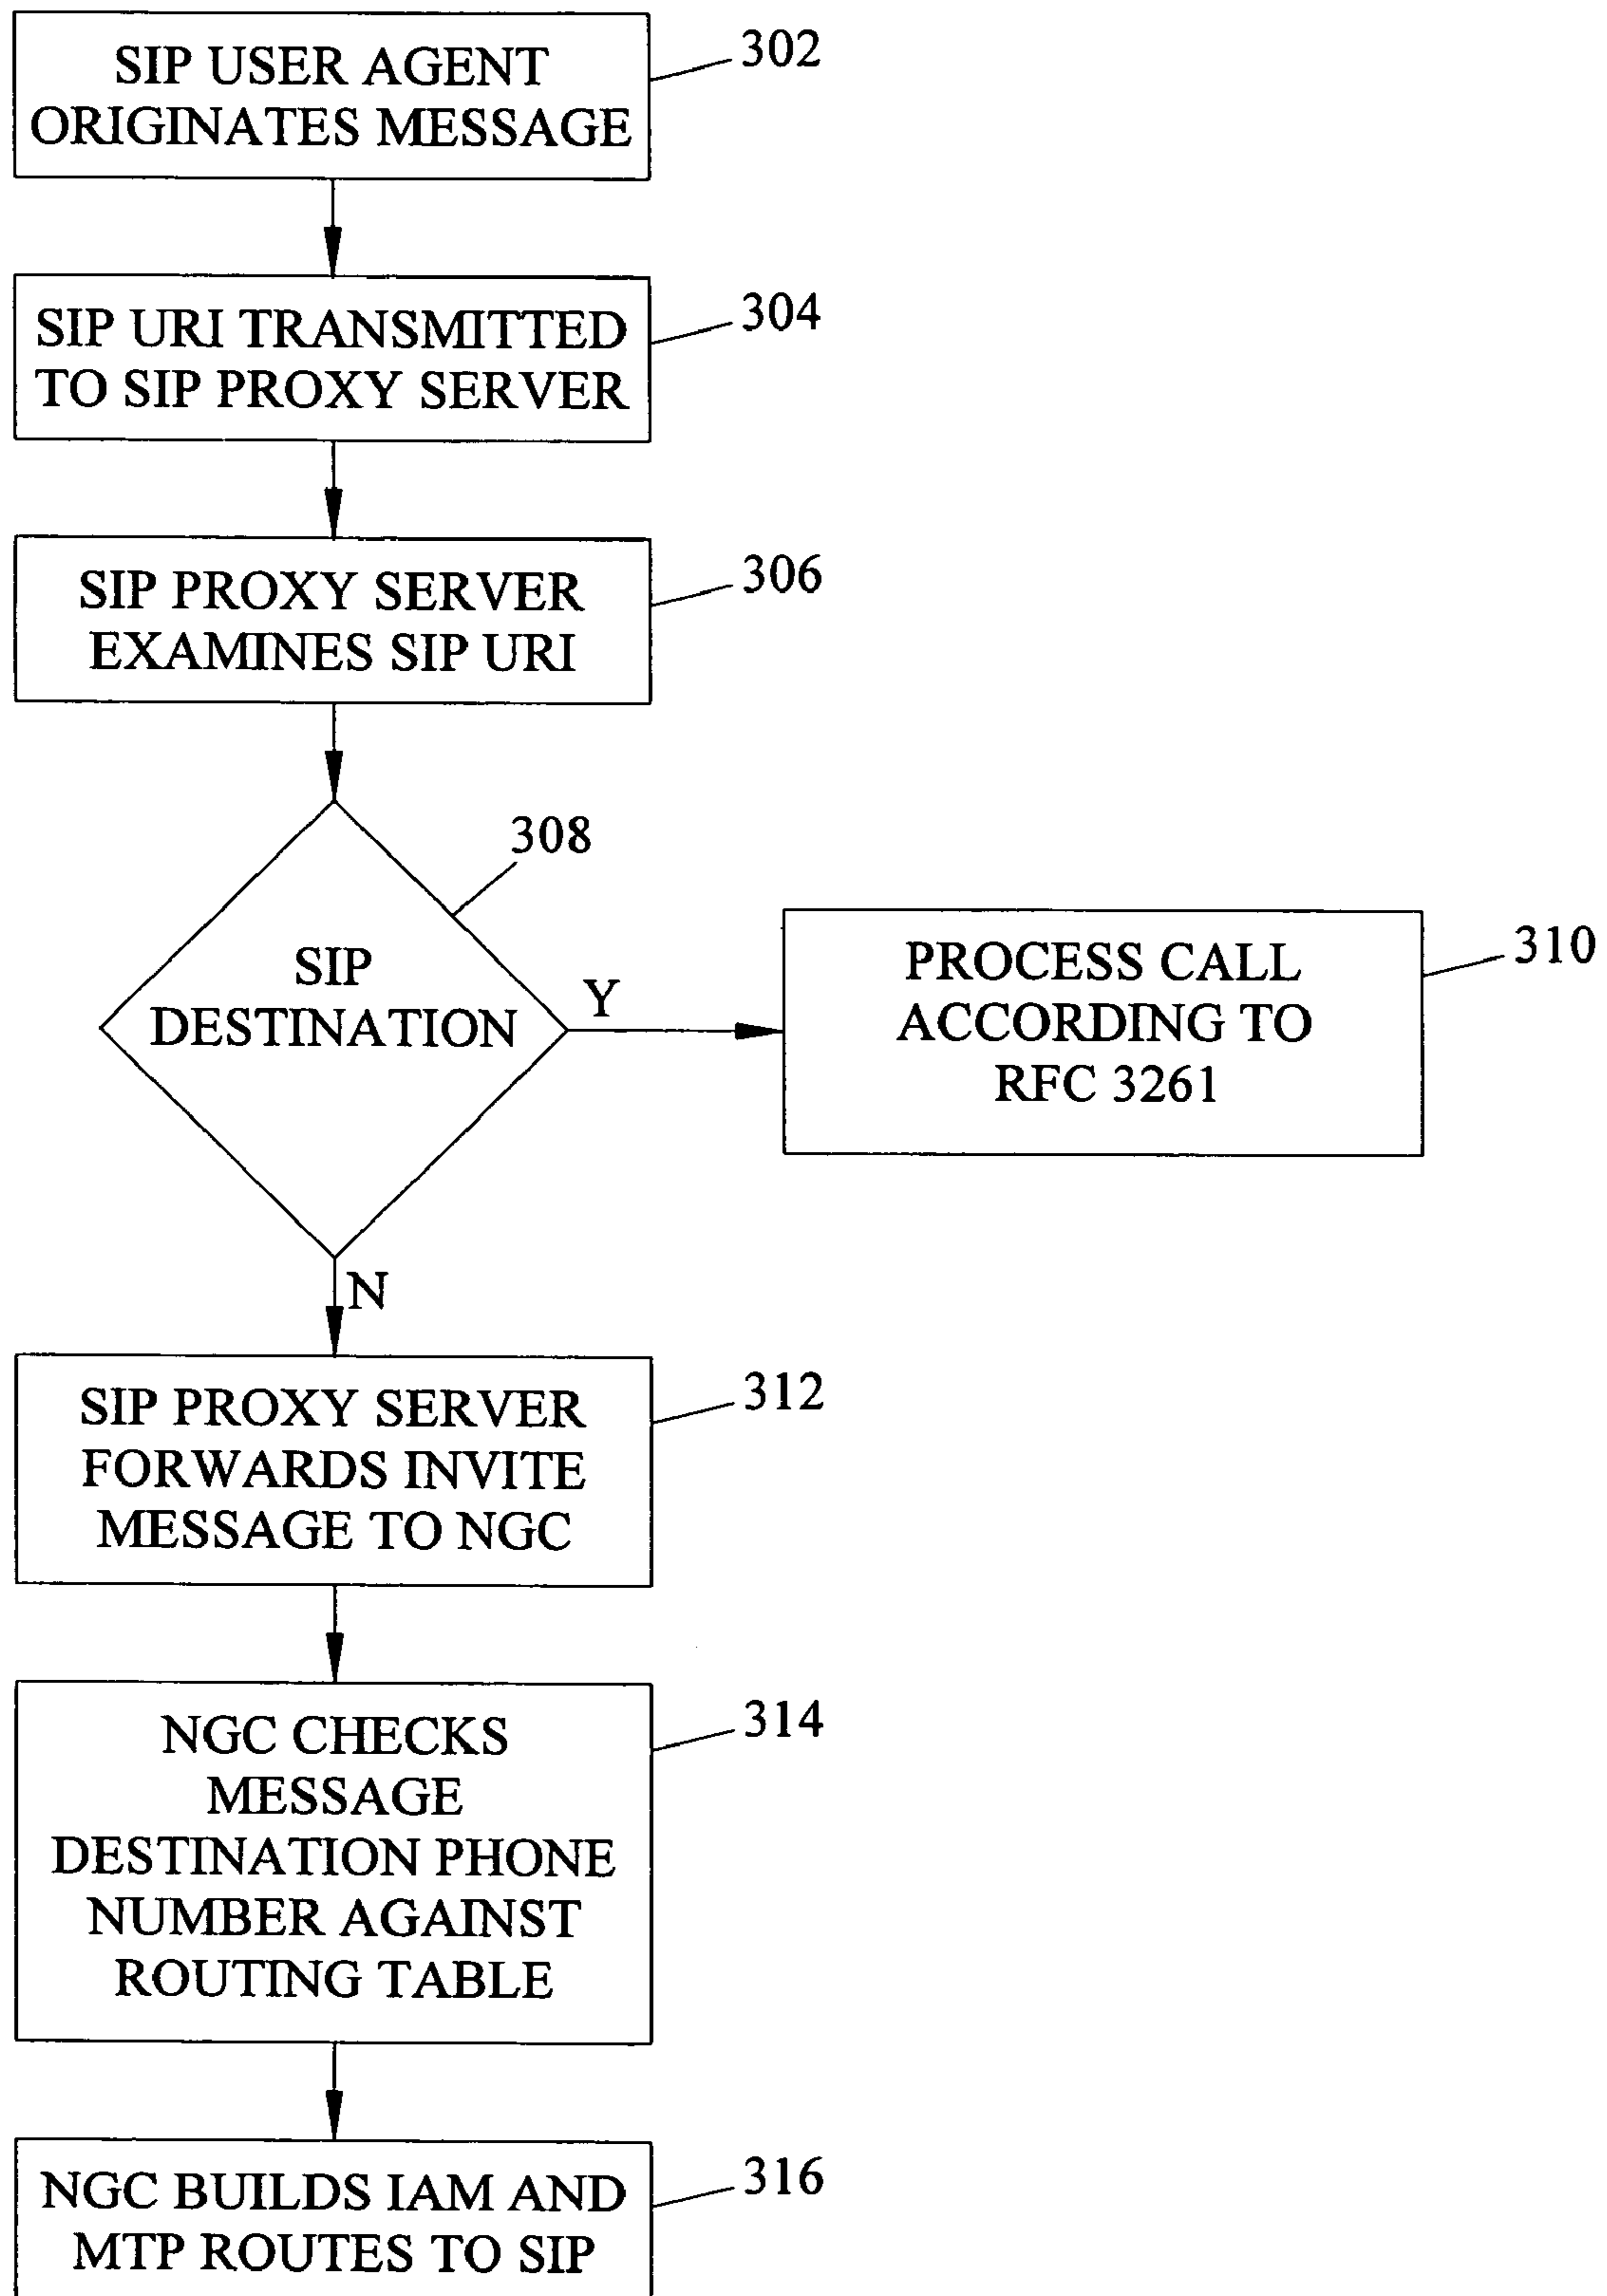 SIP USER AGENT
ORIGINATES MESSAGE
302
SIP URI TRANSMITTED
TO SIP PROXY SERVER
304
SIP PROXY SERVER
EXAMINES SIP URI
306
308
SIP
DESTINATION
Y
PROCESS CALL
ACCORDING TO
RFC 3261
310
N
SIP PROXY SERVER
FORWARDS INVITE
MESSAGE TO NGC
312
NGC CHECKS
MESSAGE
DESTINATION PHONE
NUMBER AGAINST
ROUTING TABLE
314
NGC BUILDS IAM AND
MTP ROUTES TO SIP
316